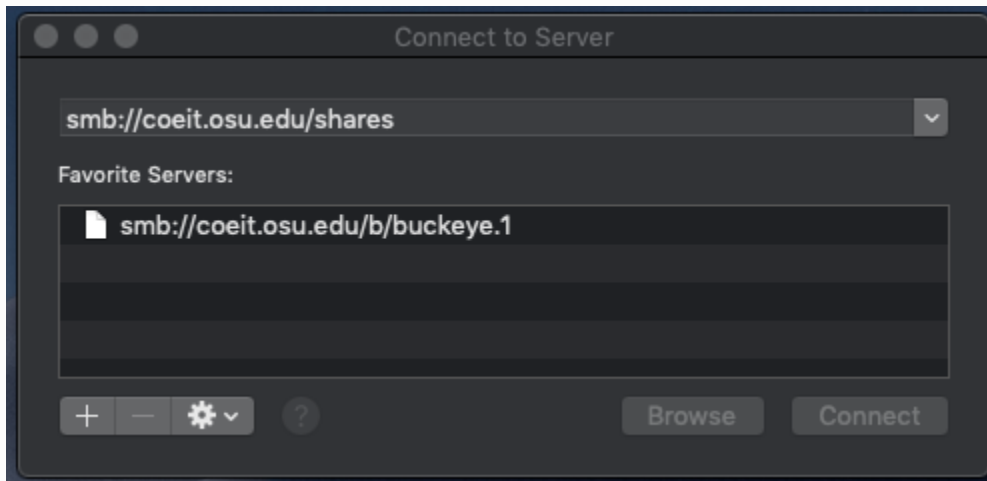 Connect to Server
smb://coeit.osu.edu/shares
Favorite Servers:
smb://coeit.osu.edu/b/buckeye.1
?
Browse Connect